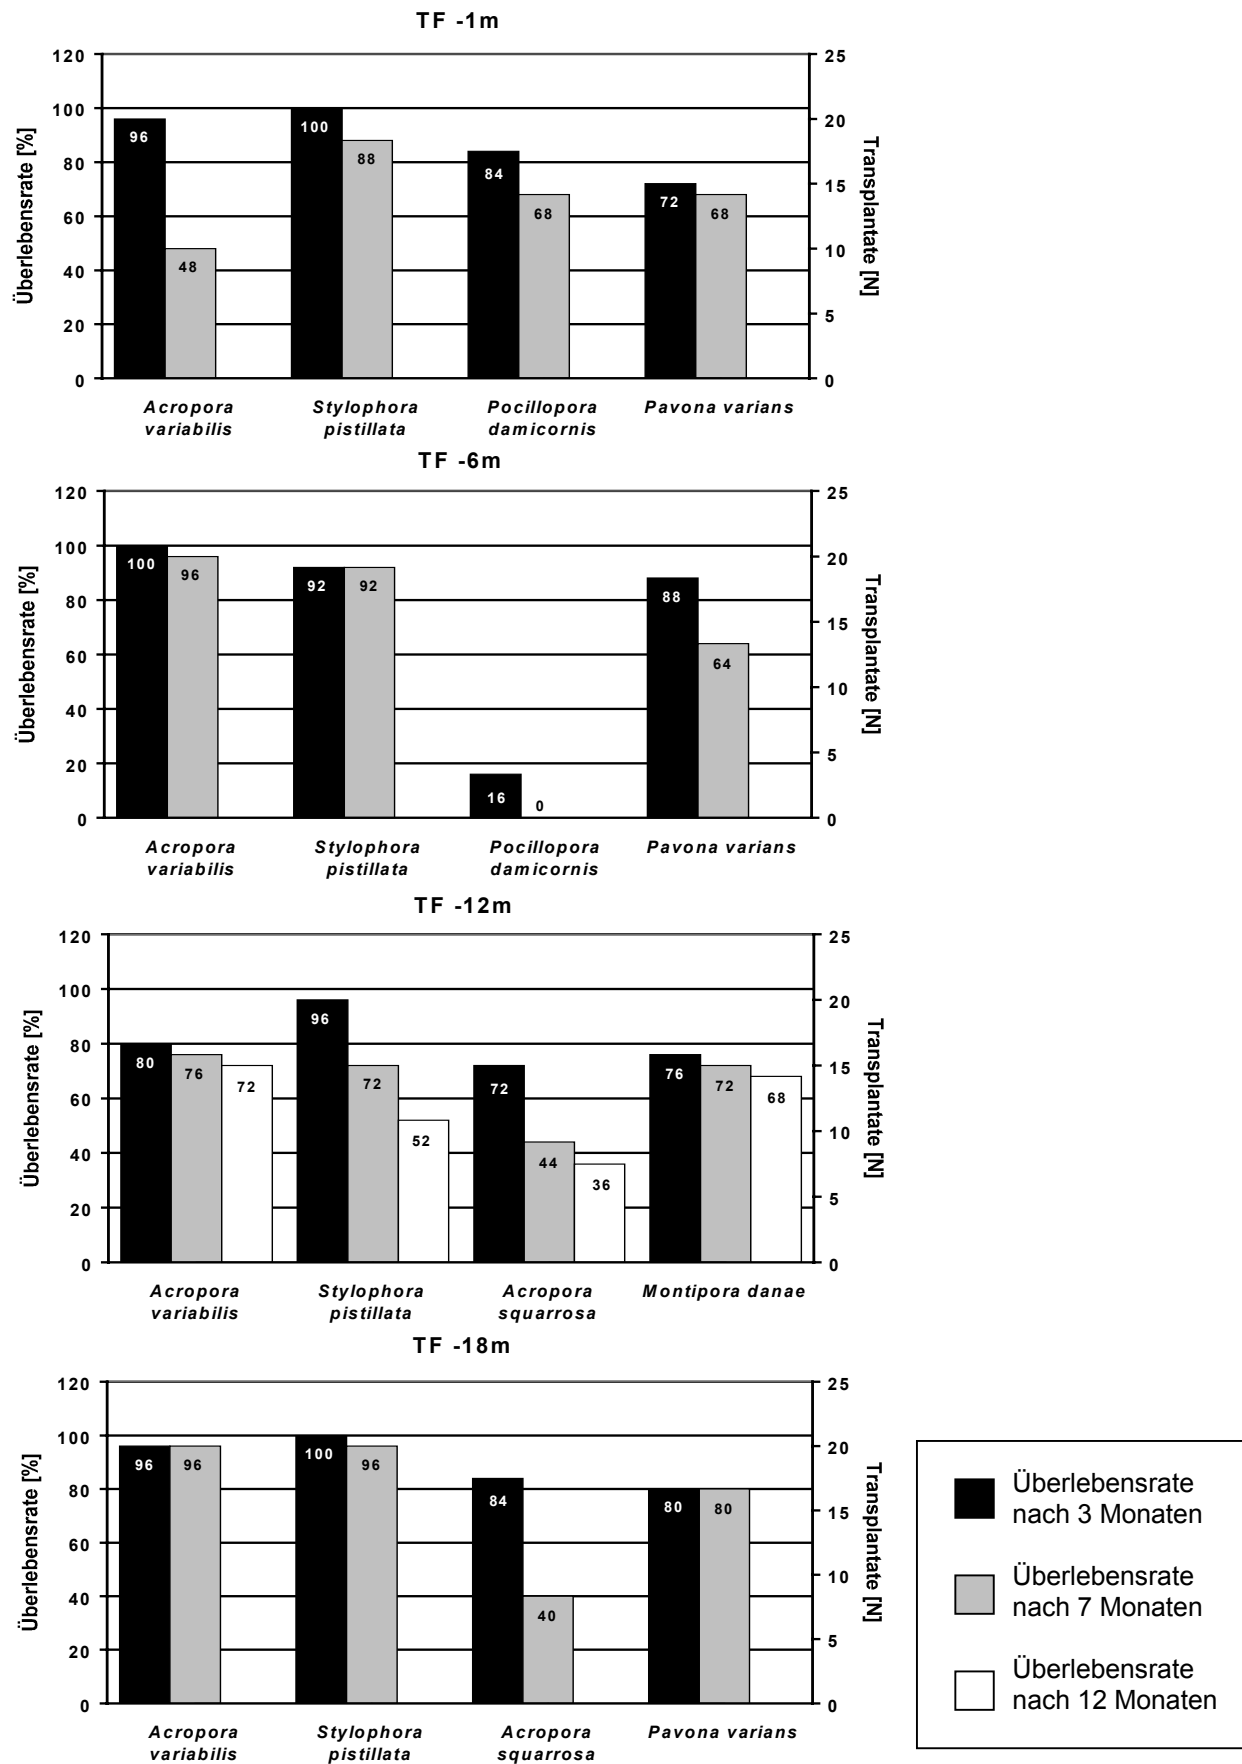 TF -1m
120
100
80
60
40
20
0
Überlebensrate [%]
96
48
100
88
84
68
72
68
25
20
15
10
5
0
Transplantate [N]
Acropora
variabilis
Stylophora
pistillata
Pocillopora
damicornis
Pavona varians
TF -6m
120
100
80
60
40
20
0
Überlebensrate [%]
100
96
92
92
16
0
88
64
25
20
15
10
5
0
Transplantate [N]
Acropora
variabilis
Stylophora
pistillata
Pocillopora
damicornis
Pavona varians
TF -12m
120
100
80
60
40
20
0
Überlebensrate [%]
80
76
72
96
72
52
72
44
36
76
72
68
25
20
15
10
5
0
Transplantate [N]
Acropora
variabilis
Stylophora
pistillata
Acropora
squarrosa
Montipora danae
TF -18m
120
100
80
60
40
20
0
Überlebensrate [%]
96
96
100
96
84
40
80
80
25
20
15
10
5
0
Transplantate [N]
Acropora
variabilis
Stylophora
pistillata
Acropora
squarrosa
Pavona varians
Überlebensrate
nach 3 Monaten
Überlebensrate
nach 7 Monaten
Überlebensrate
nach 12 Monaten